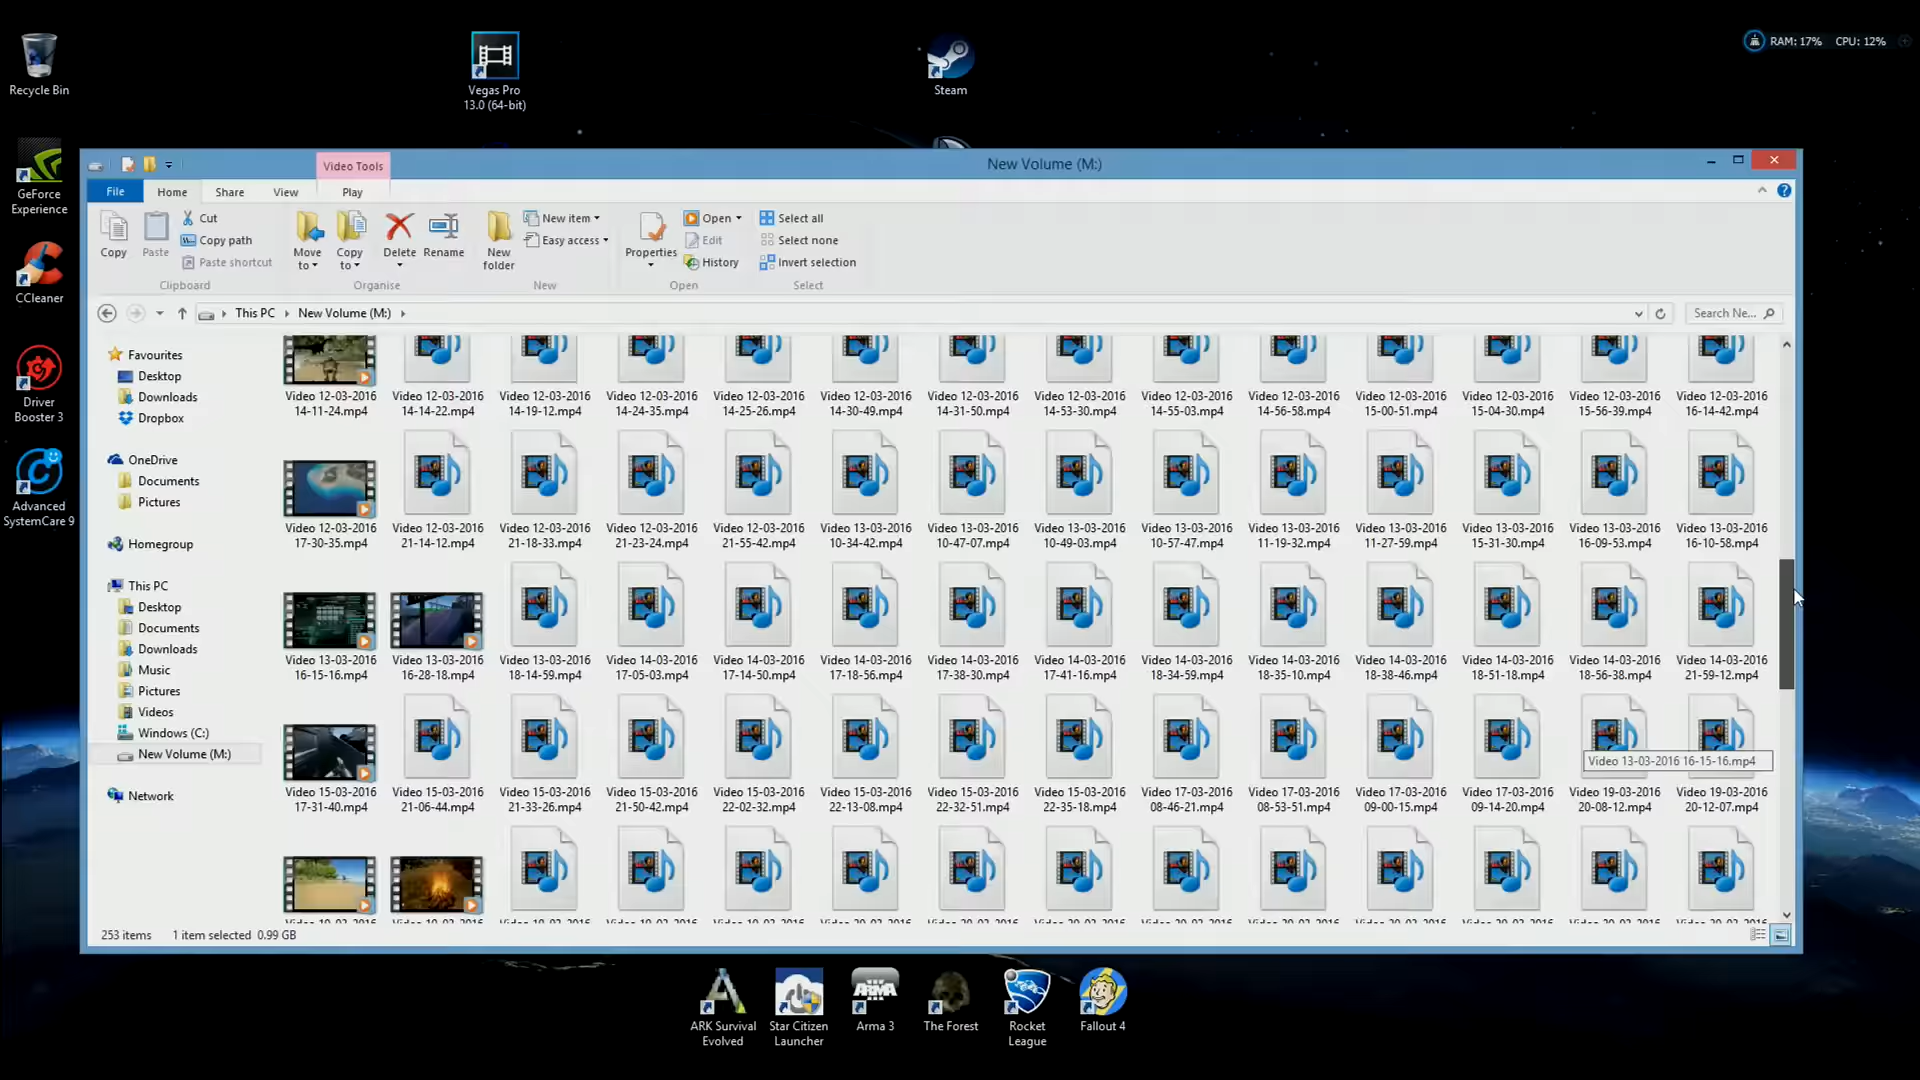 Recycle Bin
Vegas Pro
13.0 (64-bit)
Steam
RAM: 17% CPU: 12%
GeForce
Experience
CCleaner
Driver
Booster 3
Advanced
SystemCare 9
Video Tools
New Volume (M:)
File Home Share View Play
Copy
Paste
Cut
Copy path
Paste shortcut
Clipboard
Move
to
Copy
to
Delete
Rename
Organise
New
folder
New item
Easy access
New
Properties
Open
Edit
History
Open
Select all
Select none
Invert selection
Select
This PC New Volume (M:)
Search Ne...
Favourites
Desktop
Downloads
Dropbox
OneDrive
Documents
Pictures
Homegroup
This PC
Desktop
Documents
Downloads
Music
Pictures
Videos
Windows (C:)
New Volume (M:)
Network
Video 12-03-2016 Video 12-03-2016 Video 12-03-2016 Video 12-03-2016 Video 12-03-2016 Video 12-03-2016 Video 12-03-2016 Video 12-03-2016 Video 12-03-2016 Video 12-03-2016 Video 12-03-2016 Video 12-03-2016 Video 12-03-2016 Video 12-03-2016
14-11-24.mp4 14-14-22.mp4 14-19-12.mp4 14-24-35.mp4 14-25-26.mp4 14-30-49.mp4 14-31-50.mp4 14-53-30.mp4 14-55-03.mp4 14-56-58.mp4 15-00-51.mp4 15-04-30.mp4 15-56-39.mp4 16-14-42.mp4
Video 12-03-2016 Video 12-03-2016 Video 12-03-2016 Video 12-03-2016 Video 12-03-2016 Video 13-03-2016 Video 13-03-2016 Video 13-03-2016 Video 13-03-2016 Video 13-03-2016 Video 13-03-2016 Video 13-03-2016 Video 13-03-2016 Video 13-03-2016
17-30-35.mp4 21-14-12.mp4 21-18-33.mp4 21-23-24.mp4 21-55-42.mp4 10-34-42.mp4 10-47-07.mp4 10-49-03.mp4 10-57-47.mp4 11-19-32.mp4 11-27-59.mp4 15-31-30.mp4 16-09-53.mp4 16-10-58.mp4
Video 13-03-2016 Video 13-03-2016 Video 13-03-2016 Video 14-03-2016 Video 14-03-2016 Video 14-03-2016 Video 14-03-2016 Video 14-03-2016 Video 14-03-2016 Video 14-03-2016 Video 14-03-2016 Video 14-03-2016 Video 14-03-2016 Video 14-03-2016
16-15-16.mp4 16-28-18.mp4 18-14-59.mp4 17-05-03.mp4 17-14-50.mp4 17-18-56.mp4 17-38-30.mp4 17-41-16.mp4 18-34-59.mp4 18-35-10.mp4 18-38-46.mp4 18-51-18.mp4 18-56-38.mp4 21-59-12.mp4
Video 13-03-2016 16-15-16.mp4
Video 15-03-2016 Video 15-03-2016 Video 15-03-2016 Video 15-03-2016 Video 15-03-2016 Video 15-03-2016 Video 15-03-2016 Video 15-03-2016 Video 17-03-2016 Video 17-03-2016 Video 17-03-2016 Video 17-03-2016 Video 19-03-2016 Video 19-03-2016
17-31-40.mp4 21-06-44.mp4 21-33-26.mp4 21-50-42.mp4 22-02-32.mp4 22-13-08.mp4 22-32-51.mp4 22-35-18.mp4 08-46-21.mp4 08-53-51.mp4 09-00-15.mp4 09-14-20.mp4 20-08-12.mp4 20-12-07.mp4
253 items 1 item selected 0.99 GB
ARK Survival
Evolved
Star Citizen
Launcher
ARMA
Arma 3
The Forest
Rocket
League
Fallout 4